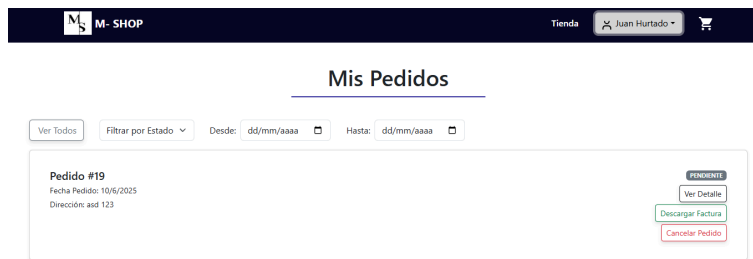 M S M- SHOP Tienda Juan Hurtado
Mis Pedidos
Ver Todos Filtrar por Estado Desde: dd/mm/aaaa Hasta: dd/mm/aaaa
Pedido #19 PENDIENTE
Fecha Pedido: 10/6/2025 Ver Detalle
Dirección: asd 123 Descargar Factura
Cancelar Pedido